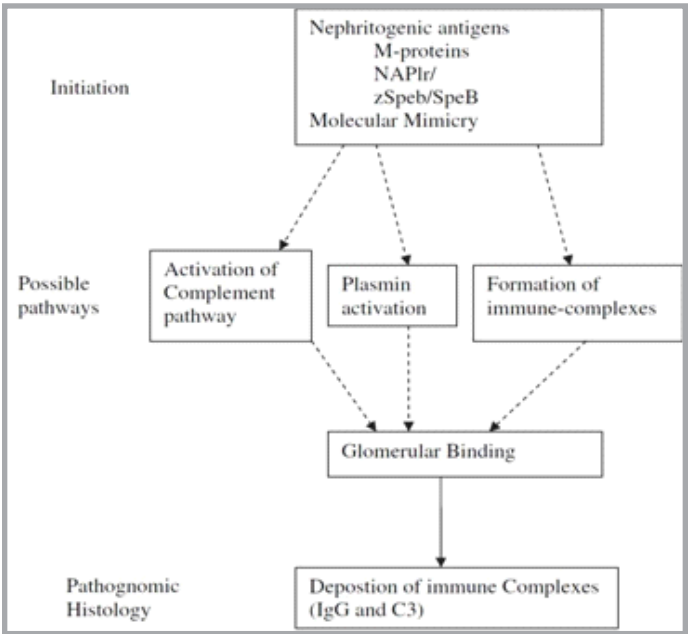 Nephritogenic antigens
M-proteins
NAPlr/
zSpeb/SpeB
Molecular Mimicry
Initiation
Possible
pathways
Activation of
Complement
pathway
Plasmin
activation
Formation of
immune-complexes
Glomerular Binding
Pathognomic
Histology
Depostion of immune Complexes
(IgG and C3)